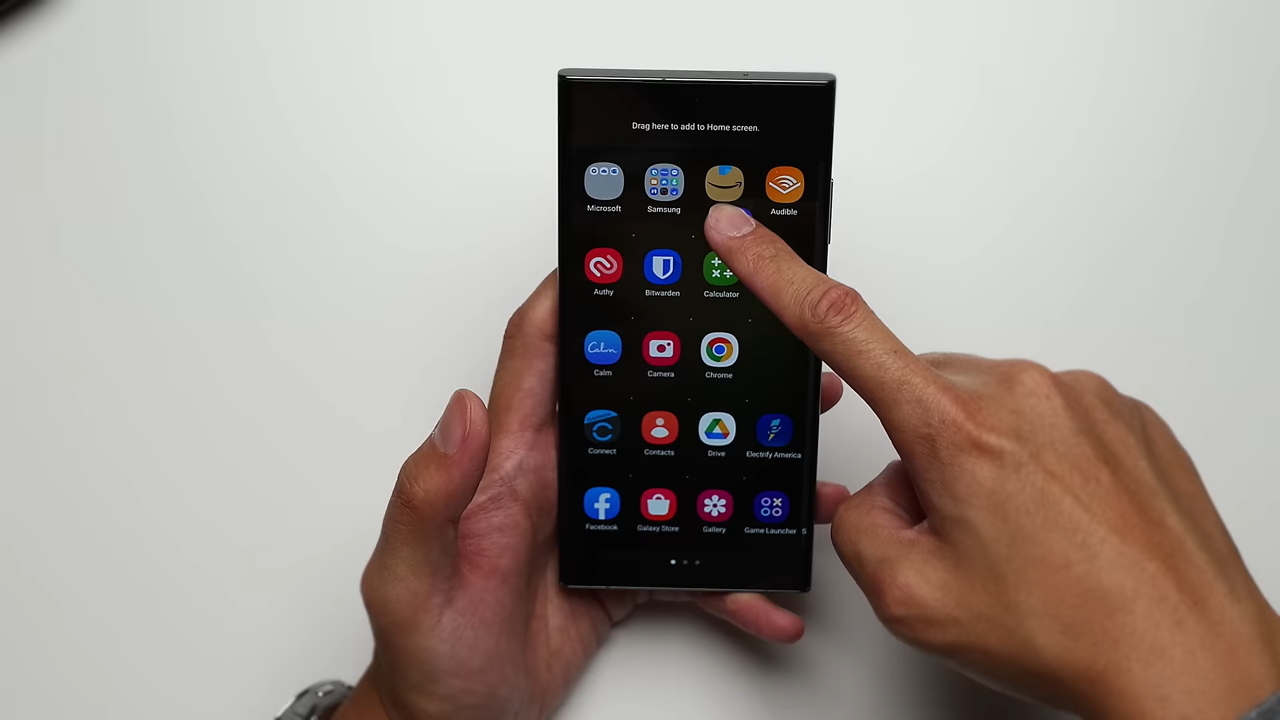 Drag here to add to Home screen.
Microsoft Samsung Audible
Authy Bitwarden Calculator
Calm
Calm Camera Chrome
Connect Contacts Drive Electrify America
Facebook Galaxy Store Gallery Game Launcher S